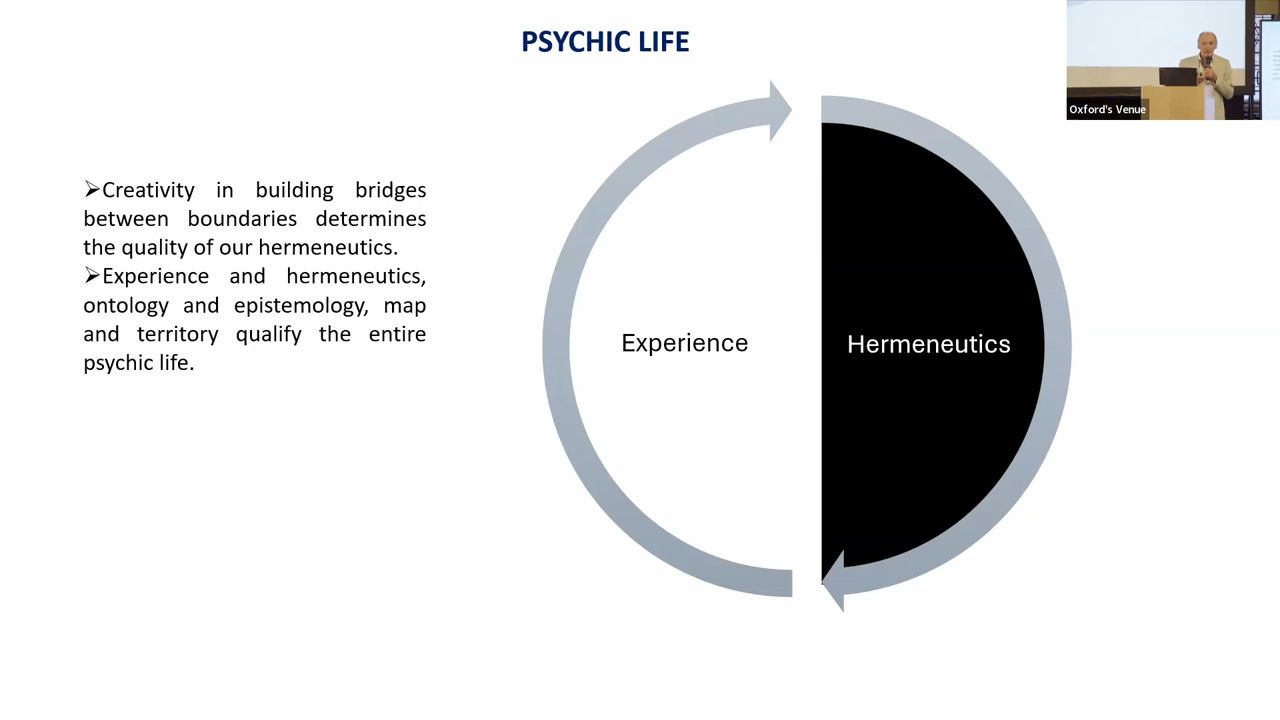 PSYCHIC LIFE
Oxford's Venue
➢Creativity in building bridges
between boundaries determines
the quality of our hermeneutics.
➢Experience and hermeneutics,
ontology and epistemology, map
and territory qualify the entire
psychic life.
Experience
Hermeneutics